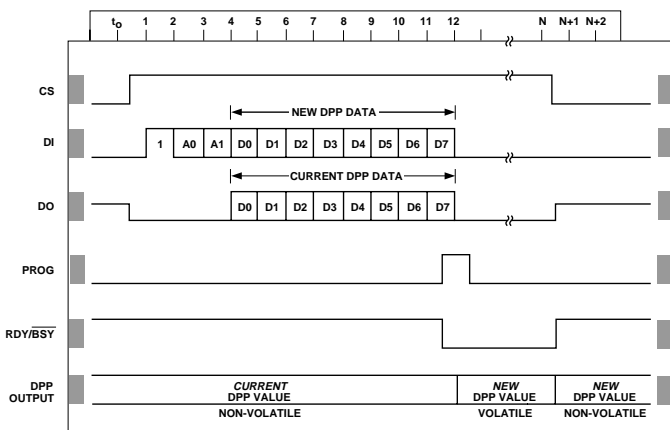 to 1 2 3 4 5 6 7 8 9 10 11 12 N N+1 N+2
CS
NEW DPP DATA
DI 1 A0 A1 D0 D1 D2 D3 D4 D5 D6 D7
CURRENT DPP DATA
DO D0 D1 D2 D3 D4 D5 D6 D7
PROG
RDY/BSY
DPP OUTPUT
CURRENT DPP VALUE
NON-VOLATILE
NEW DPP VALUE
VOLATILE
NEW DPP VALUE
NON-VOLATILE